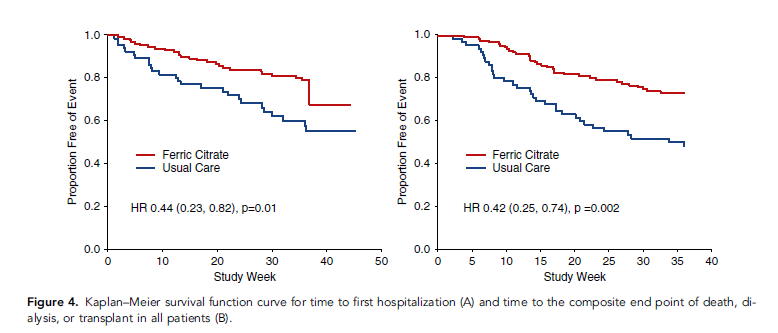 Proportion Free of Event
1.0
0.8
0.6
0.4
0.2
0.0
Ferric Citrate
Usual Care
HR 0.44 (0.23, 0.82), p=0.01
0 10 20 30 40 50
Study Week
Proportion Free of Event
1.0
0.8
0.6
0.4
0.2
0.0
Ferric Citrate
Usual Care
HR 0.42 (0.25, 0.74), p =0.002
0 5 10 15 20 25 30 35 40
Study Week
Figure 4. Kaplan–Meier survival function curve for time to first hospitalization (A) and time to the composite end point of death, di-
alysis, or transplant in all patients (B).